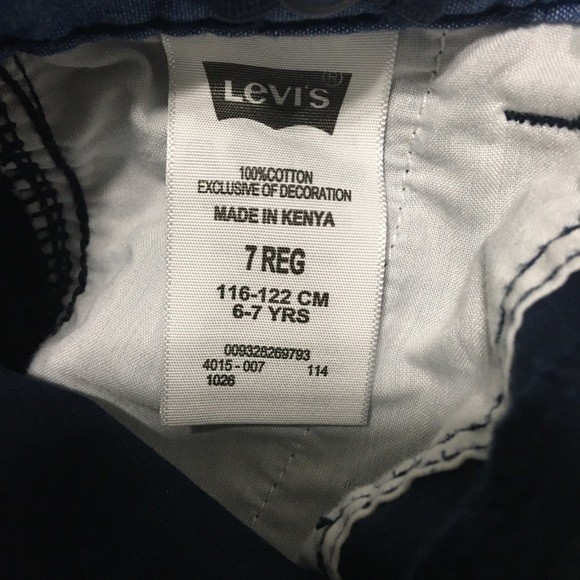 Levi's®
100%COTTON
EXCLUSIVE OF DECORATION
MADE IN KENYA
7 REG
116-122 CM
6-7 YRS
009328269793
4015-007 114
1026